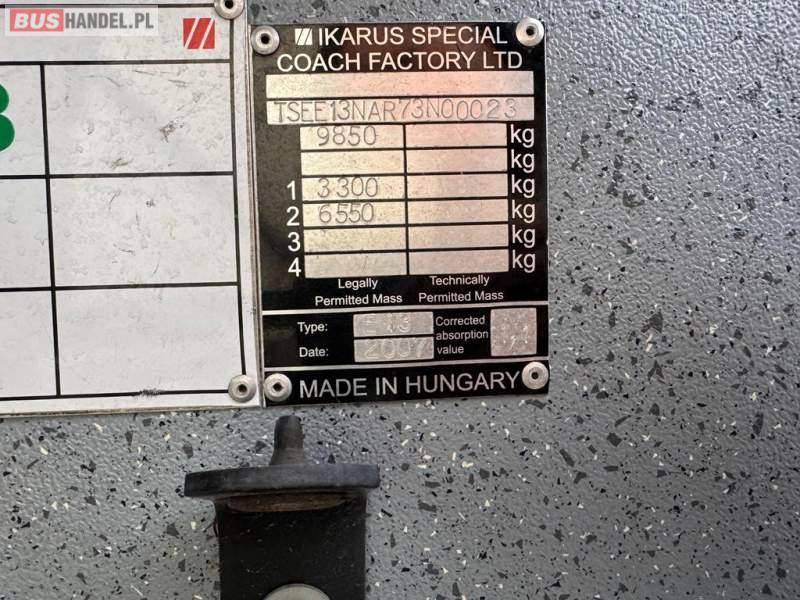 BUSHANDEL.PL
IKARUS SPECIAL
COACH FACTORY LTD
TSEE13NAR73N00023
9850 kg
kg
1 3300 kg
2 6550 kg
3 kg
4 kg
Legally Permitted Mass
Technically Permitted Mass
Type: E13
Corrected absorption value
Date: 2007
MADE IN HUNGARY